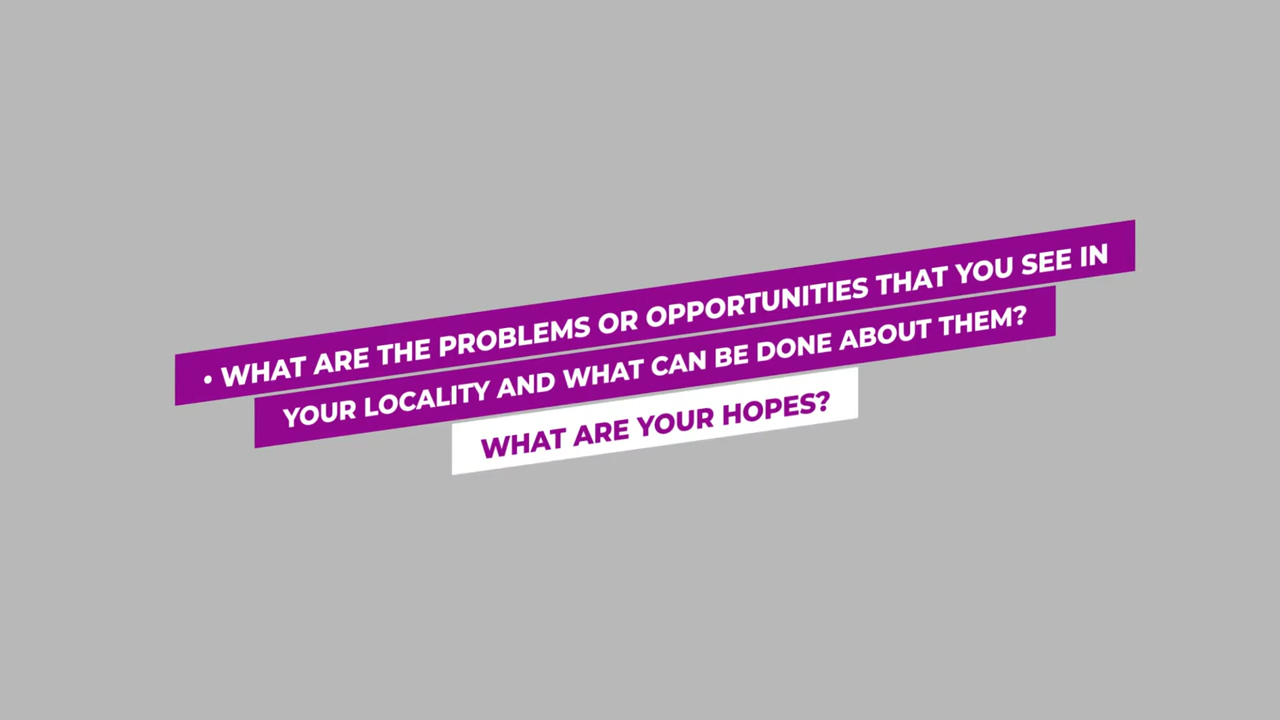 • WHAT ARE THE PROBLEMS OR OPPORTUNITIES THAT YOU SEE IN
YOUR LOCALITY AND WHAT CAN BE DONE ABOUT THEM?
WHAT ARE YOUR HOPES?